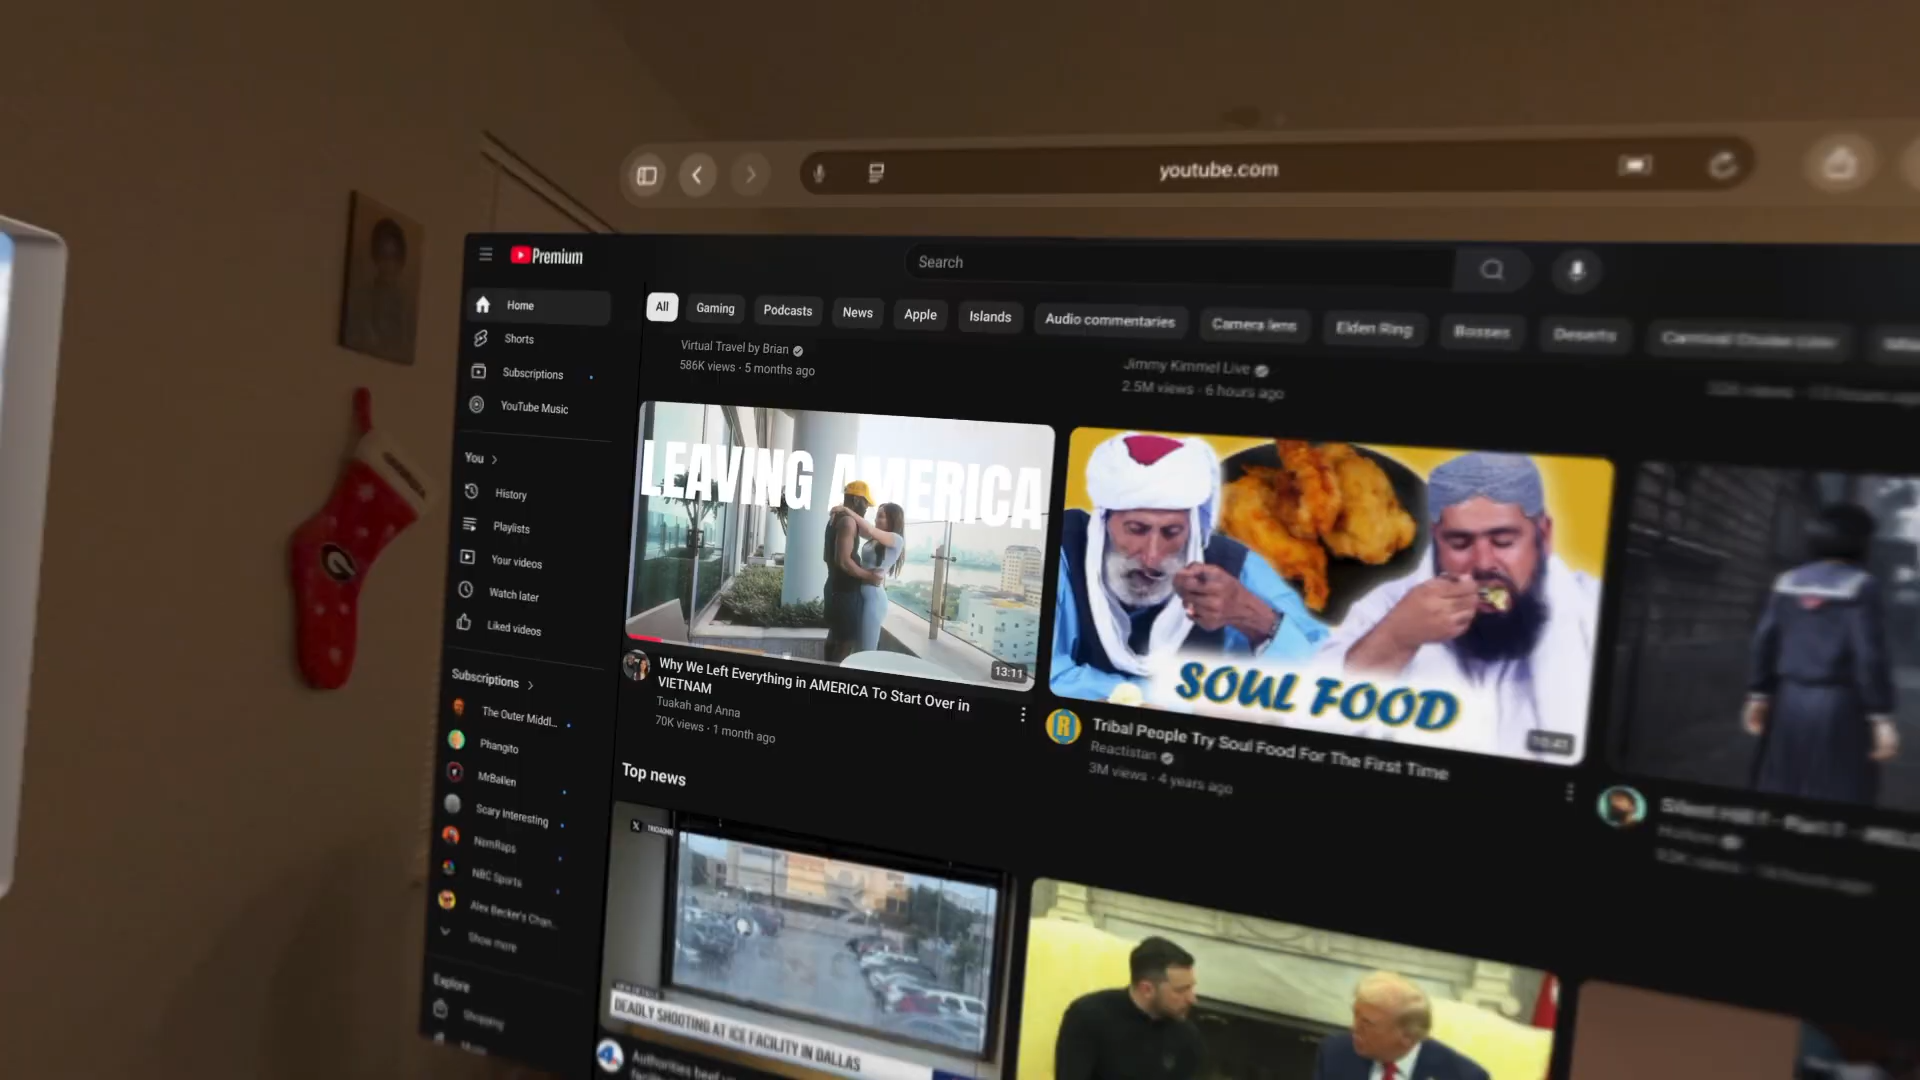 youtube.com
Premium
Search
Home
Shorts
Subscriptions
YouTube Music
You
History
Playlists
Your videos
Watch later
Liked videos
Subscriptions
The Outer Middl...
Phangito
MrBallen
Scary Interesting
NemRaps
NBC Sports
Alex Becker's Chan...
Show more
Explore
Shopping
All
Gaming
Podcasts
News
Apple
Islands
Audio commentaries
Camera lens
Elden Ring
Bosses
Deserts
Virtual Travel by Brian
586K views · 5 months ago
Jimmy Kimmel Live
2.5M views · 6 hours ago
LEAVING AMERICA
13:11
Why We Left Everything in AMERICA To Start Over in
VIETNAM
Tuakah and Anna
70K views · 1 month ago
SOUL FOOD
R
Tribal People Try Soul Food For The First Time
Reactistan
3M views · 4 years ago
Top news
DEADLY SHOOTING AT ICE FACILITY IN DALLAS
4
Authorities
G